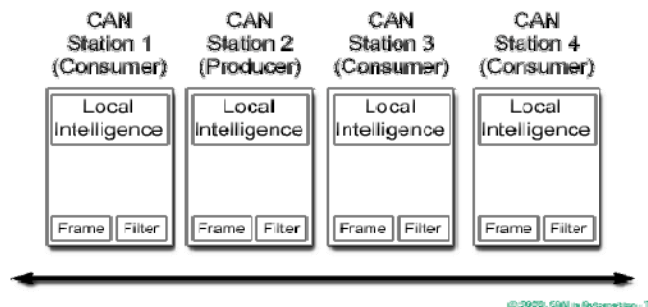 CAN
Station 1
(Consumer)
CAN
Station 2
(Producer)
CAN
Station 3
(Consumer)
CAN
Station 4
(Consumer)
Local
Intelligence
Local
Intelligence
Local
Intelligence
Local
Intelligence
Frame Filter
Frame Filter
Frame Filter
Frame Filter